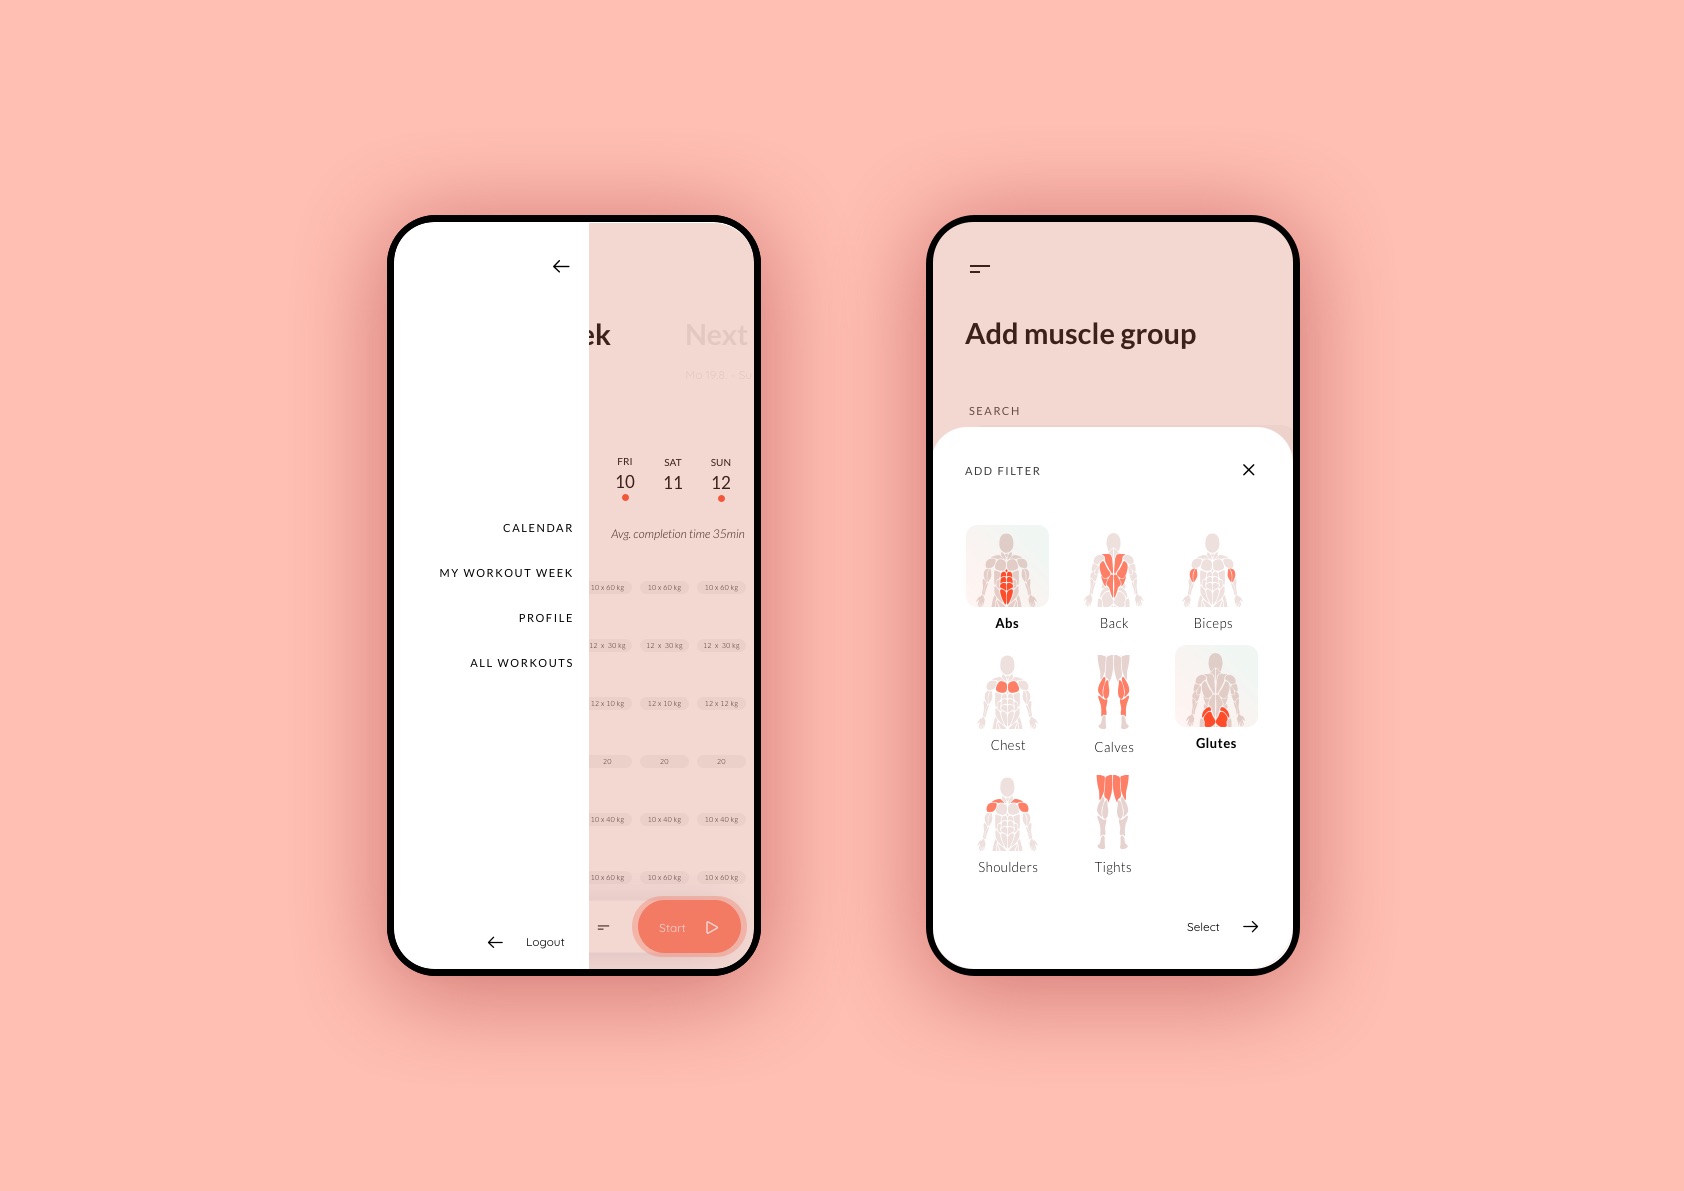 CALENDAR
MY WORKOUT WEEK
PROFILE
ALL WORKOUTS
Logout
ek
Next
Mo 19.6. - Su
FRI SAT SUN
10 11 12
Avg. completion time 35min
10 x 60 kg 10 x 60 kg 10 x 60 kg
12 x 30 kg 12 x 30 kg 12 x 30 kg
12 x 10 kg 12 x 10 kg 12 x 12 kg
20 20 20
10 x 40 kg 10 x 40 kg 10 x 40 kg
10 x 60 kg 10 x 60 kg 10 x 60 kg
Start
Add muscle group
SEARCH
ADD FILTER
Abs Back Biceps
Chest Calves Glutes
Shoulders Tights
Select